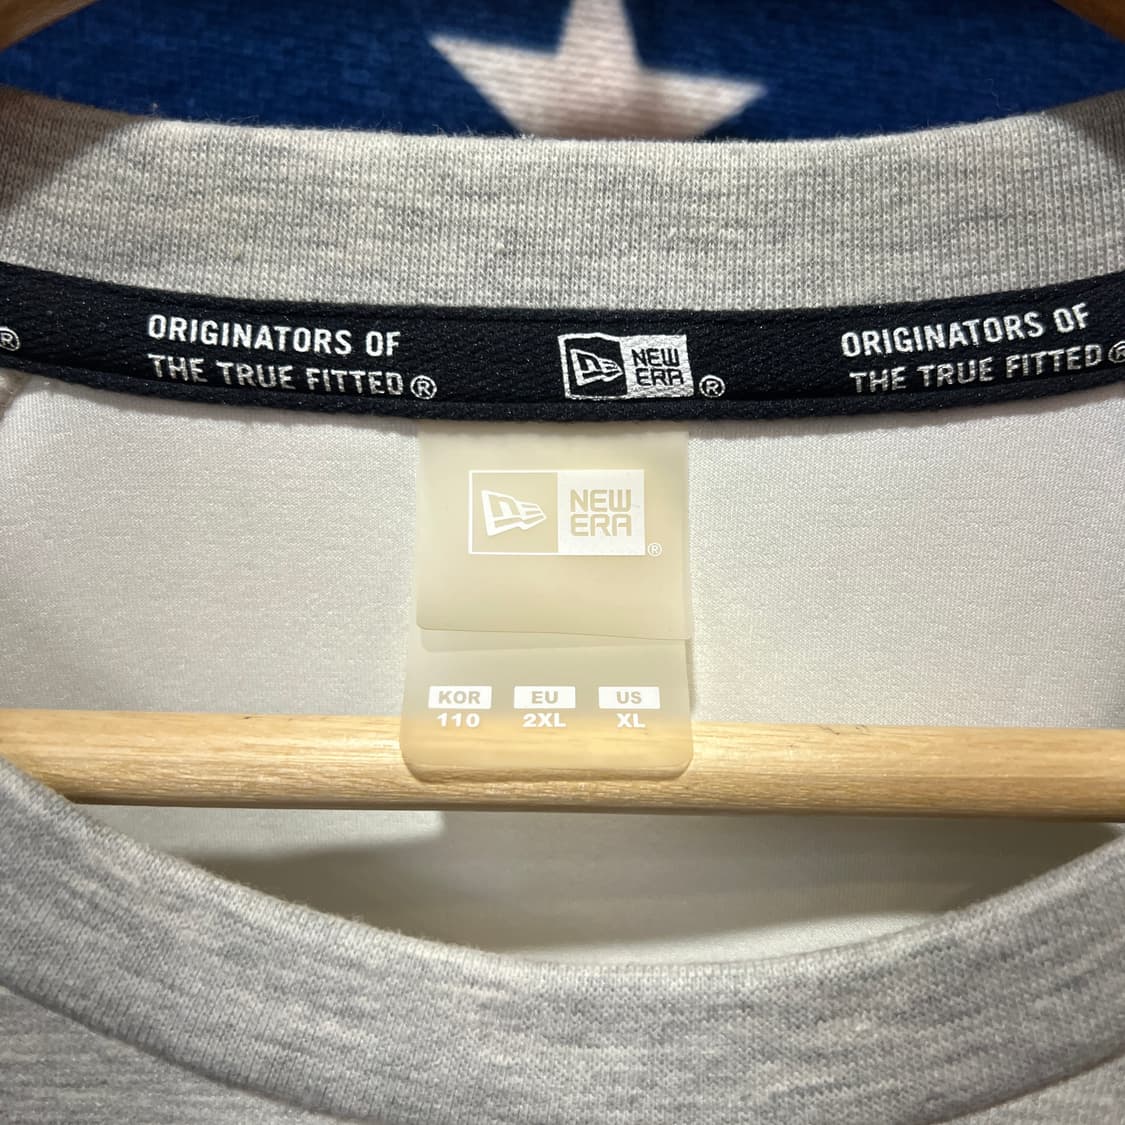 ®
ORIGINATORS OF
THE TRUE FITTED®
NEW
ERA®
ORIGINATORS OF
THE TRUE FITTED®
NEW
ERA®
KOR EU US
110 2XL XL